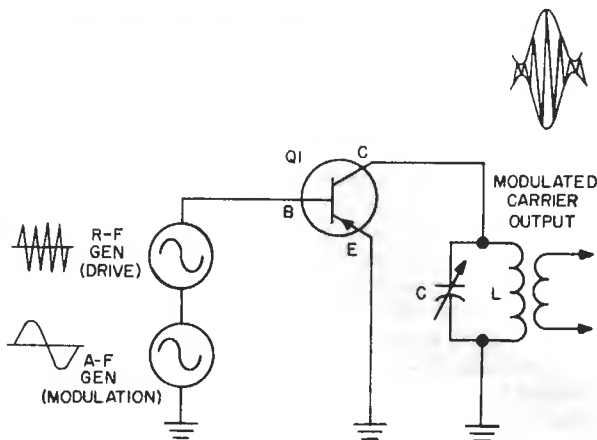 Q1
C
B
E
R-F
GEN
(DRIVE)
A-F
GEN
(MODULATION)
MODULATED
CARRIER
OUTPUT
C
L